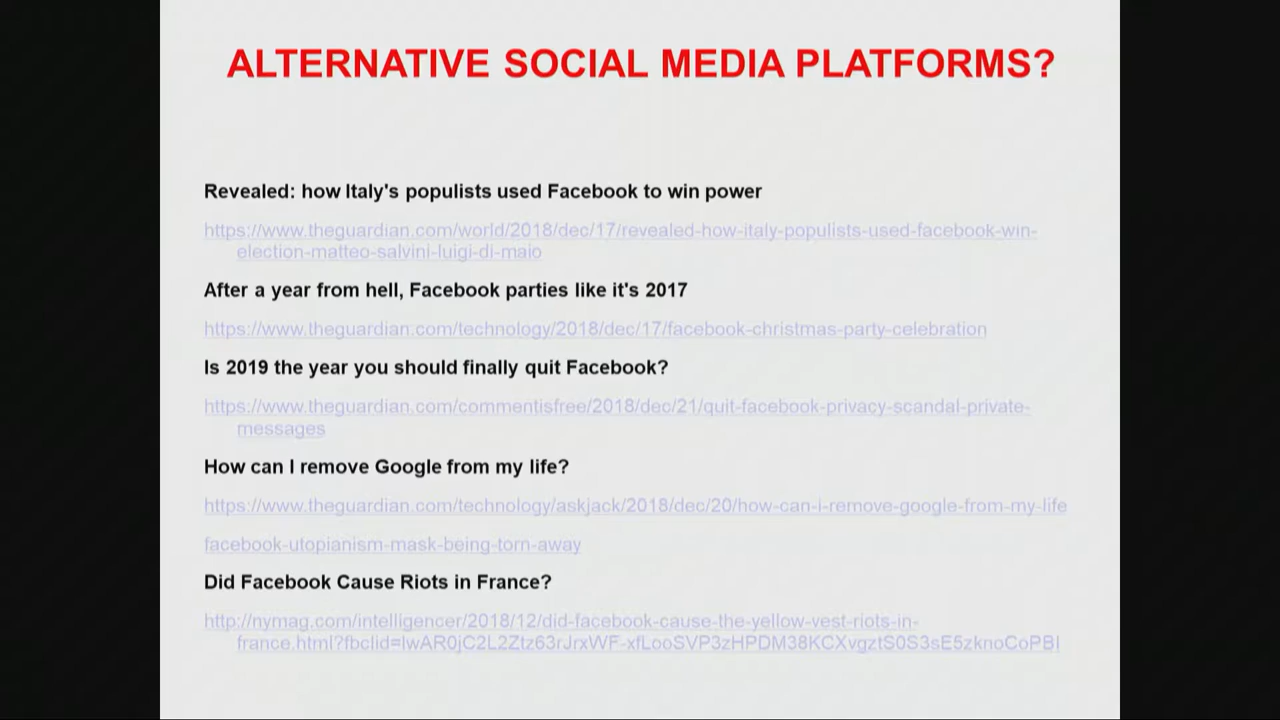 ALTERNATIVE SOCIAL MEDIA PLATFORMS?
Revealed: how Italy's populists used Facebook to win power
https://www.theguardian.com/world/2018/dec/17/revealed-how-italy-populists-used-facebook-win-
election-matteo-salvini-luigi-di-maio
After a year from hell, Facebook parties like it's 2017
https://www.theguardian.com/technology/2018/dec/17/facebook-christmas-party-celebration
Is 2019 the year you should finally quit Facebook?
https://www.theguardian.com/commentisfree/2018/dec/21/quit-facebook-privacy-scandal-private-
messages
How can I remove Google from my life?
https://www.theguardian.com/technology/askjack/2018/dec/20/how-can-i-remove-google-from-my-life
facebook-utopianism-mask-being-torn-away
Did Facebook Cause Riots in France?
http://nymag.com/intelligencer/2018/12/did-facebook-cause-the-yellow-vest-riots-in-
france.html?fbclid=IwAR0jC2L2Ztz63rJrxWF-xfLooSVP3zHPDM38KCXvgztS0S3sE5zknoCoPBI